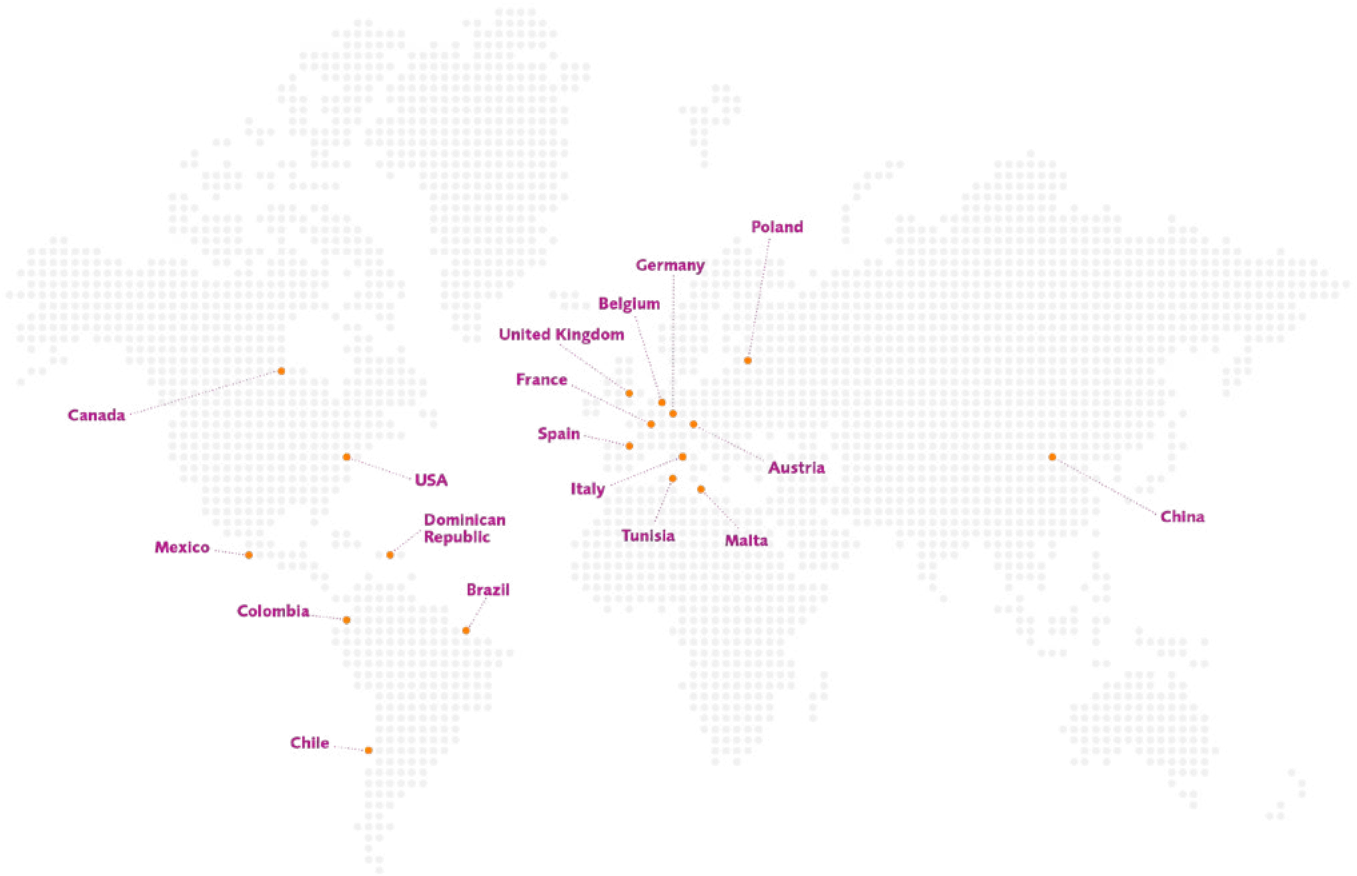 Poland
Germany
Belgium
United Kingdom
France
Canada
Spain
Austria
USA
Italy
China
Dominican
Republic
Tunisia
Malta
Mexico
Brazil
Colombia
Chile